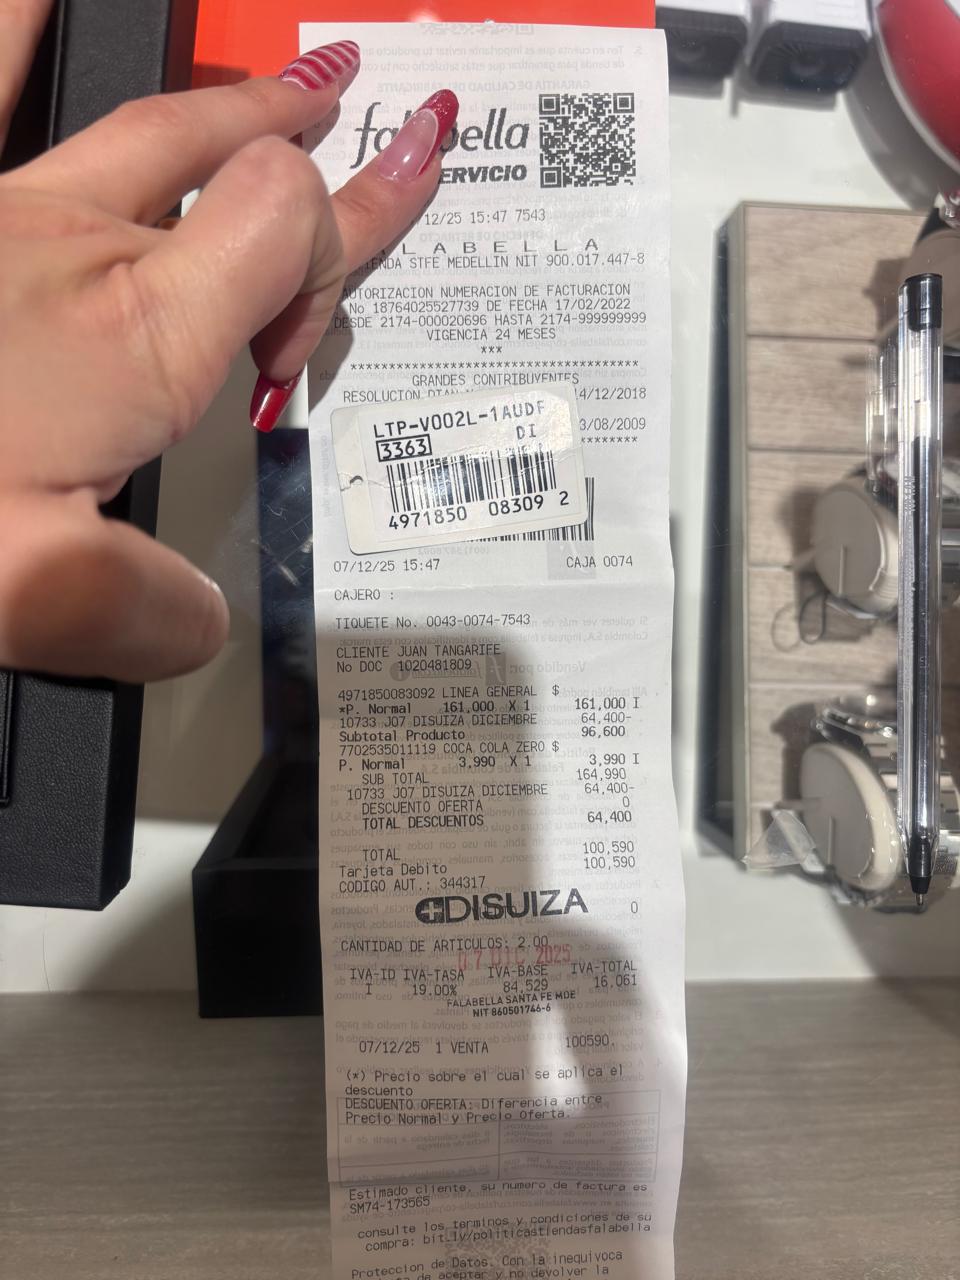 falabella
SERVICIO
12/25 15:47 7543
ALABELLA
TIENDA STFE MEDELLIN NIT 900.017.447-8
AUTORIZACION NUMERACION DE FACTURACION
No 18764025527739 DE FECHA 17/02/2022
DESDE 2174-000020696 HASTA 2174-999999999
VIGENCIA 24 MESES
***
***************************************
GRANDES CONTRIBUYENTES
RESOLUCION DIAN 14/12/2018
3/08/2009
LTP-V002L-1AUDF
DI
3363
4971850 08309 2
07/12/25 15:47 CAJA 0074
CAJERO :
TIQUETE No. 0043-0074-7543
CLIENTE JUAN TANGARIFE
No DOC 1020481809
4971850083092 LINEA GENERAL $
*P. Normal 161,000 X 1 161,000 I
10733 J07 DISUIZA DICIEMBRE 64,400-
Subtotal Producto 96,600
7702535011119 COCA COLA ZERO $
P. Normal 3,990 X 1 3,990 I
SUB TOTAL 164,990
10733 J07 DISUIZA DICIEMBRE 64,400-
DESCUENTO OFERTA 0
TOTAL DESCUENTOS 64,400
TOTAL 100,590
Tarjeta Debito 100,590
CODIGO AUT.: 344317
DISUIZA
0
CANTIDAD DE ARTICULOS: 2.00
07 DIC 2025
IVA-ID IVA-TASA IVA-BASE IVA-TOTAL
I 19.00% 84,529 16,061
FALABELLA SANTA FE MDE
NIT 860501746-6
07/12/25 1 VENTA 100590.
(*) Precio sobre el cual se aplica el
descuento
DESCUENTO OFERTA: Diferencia entre
Precio Normal y Precio Oferta.
Estimado cliente, su numero de factura es
SM74-173565
consulte los terminos y condiciones de su
compra: bit.ly/politicastiendasfalabella
Proteccion de Datos. Con la inequivoca
de aceptar y no devolver la